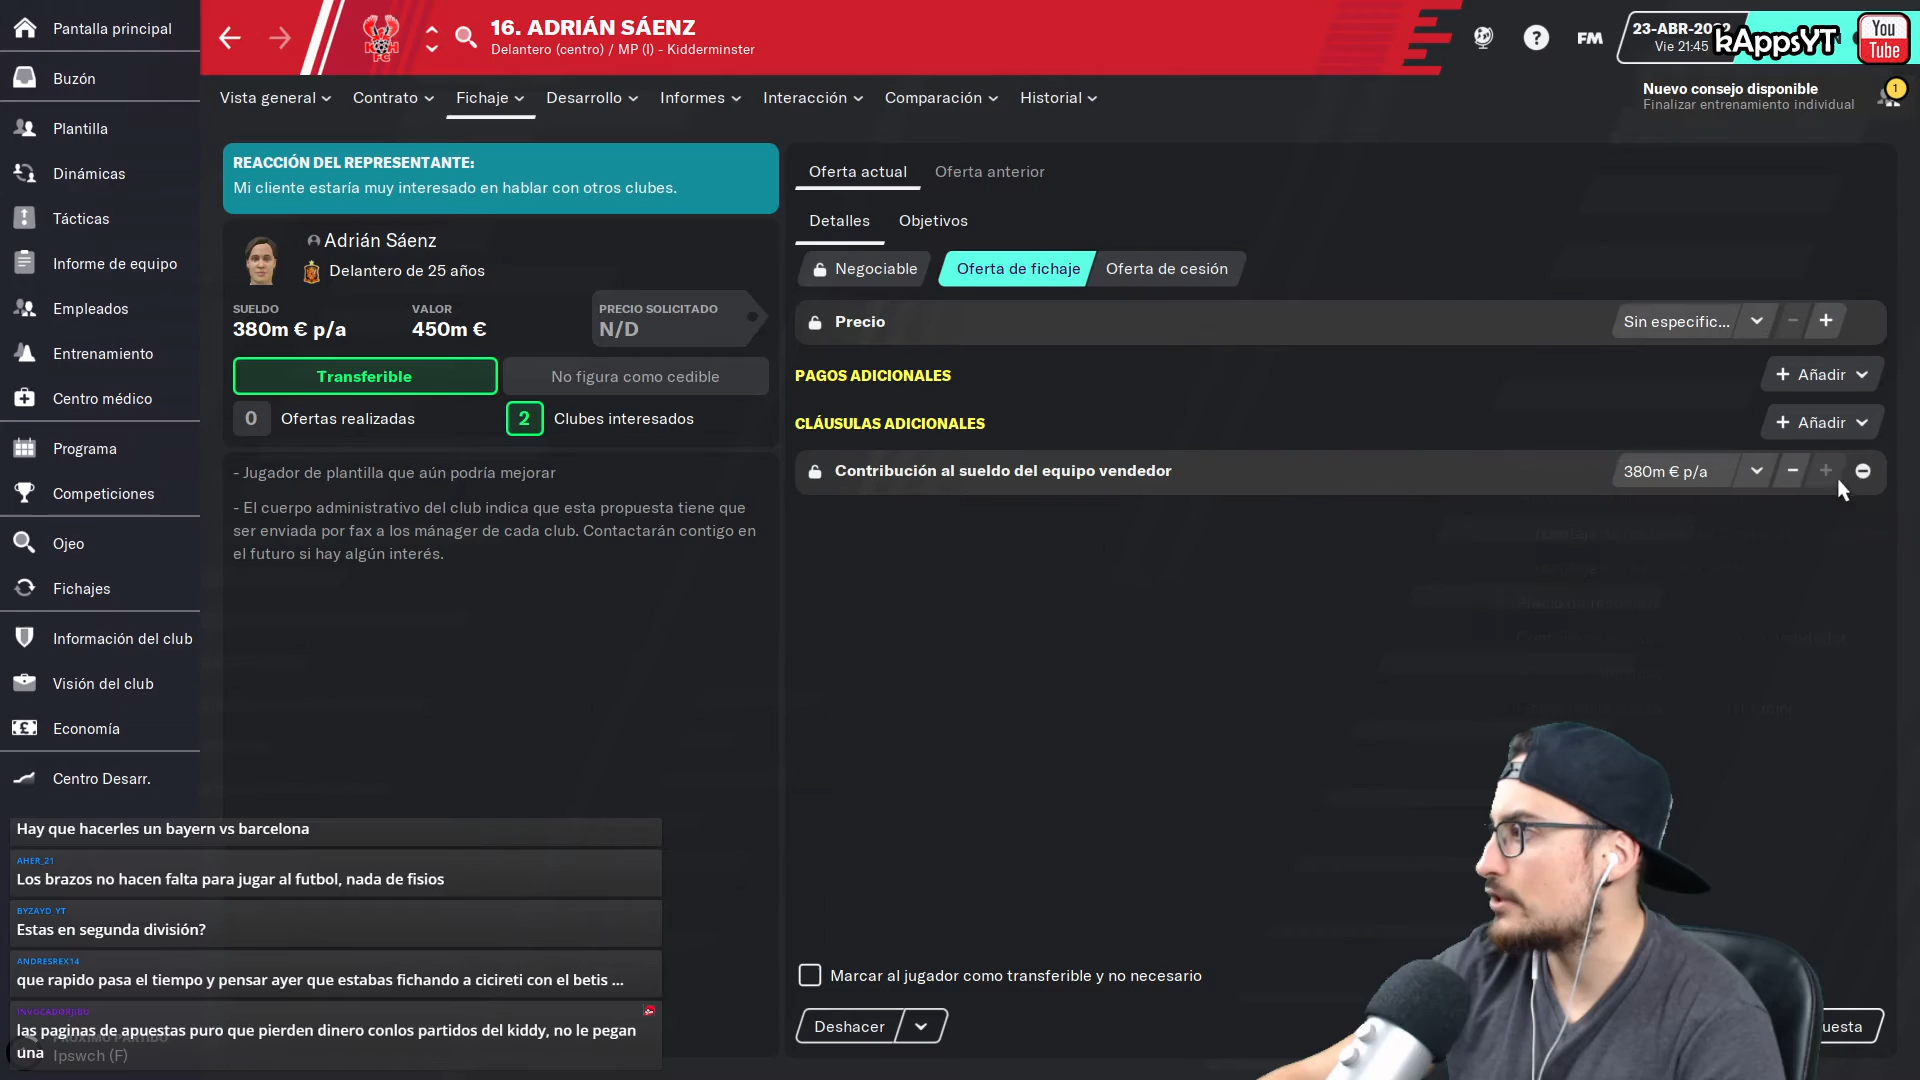 Pantalla principal
Buzón
Plantilla
Dinámicas
Tácticas
Informe de equipo
Empleados
Entrenamiento
Centro médico
Programa
Competiciones
Ojeo
Fichajes
Información del club
Visión del club
Economía
Centro Desarr.
16. ADRIÁN SÁENZ
Delantero (centro) / MP (I) - Kidderminster
FM
23-ABR-2022
Vie 21:45
kAppsYT
You
Tube
Vista general
Contrato
Fichaje
Desarrollo
Informes
Interacción
Comparación
Historial
Nuevo consejo disponible
Finalizar entrenamiento individual
1
REACCIÓN DEL REPRESENTANTE:
Mi cliente estaría muy interesado en hablar con otros clubes.
Adrián Sáenz
Delantero de 25 años
SUELDO
380m € p/a
VALOR
450m €
PRECIO SOLICITADO
N/D
Transferible
No figura como cedible
0 Ofertas realizadas
2 Clubes interesados
- Jugador de plantilla que aún podría mejorar
- El cuerpo administrativo del club indica que esta propuesta tiene que
ser enviada por fax a los mánager de cada club. Contactarán contigo en
el futuro si hay algún interés.
Oferta actual
Oferta anterior
Detalles
Objetivos
Negociable
Oferta de fichaje
Oferta de cesión
Precio
Sin especific...
PAGOS ADICIONALES
+ Añadir
CLÁUSULAS ADICIONALES
+ Añadir
Contribución al sueldo del equipo vendedor
380m € p/a
Marcar al jugador como transferible y no necesario
Deshacer
uesta
Hay que hacerles un bayern vs barcelona
AHER_21
Los brazos no hacen falta para jugar al futbol, nada de fisios
BYZAYD_YT
Estas en segunda división?
ANDRESREX14
que rapido pasa el tiempo y pensar ayer que estabas fichando a cicireti con el betis ...
INVOCADORJIBU
las paginas de apuestas puro que pierden dinero conlos partidos del kiddy, no le pegan
una
PRÓXIMO PARTIDO
Ipswch (F)